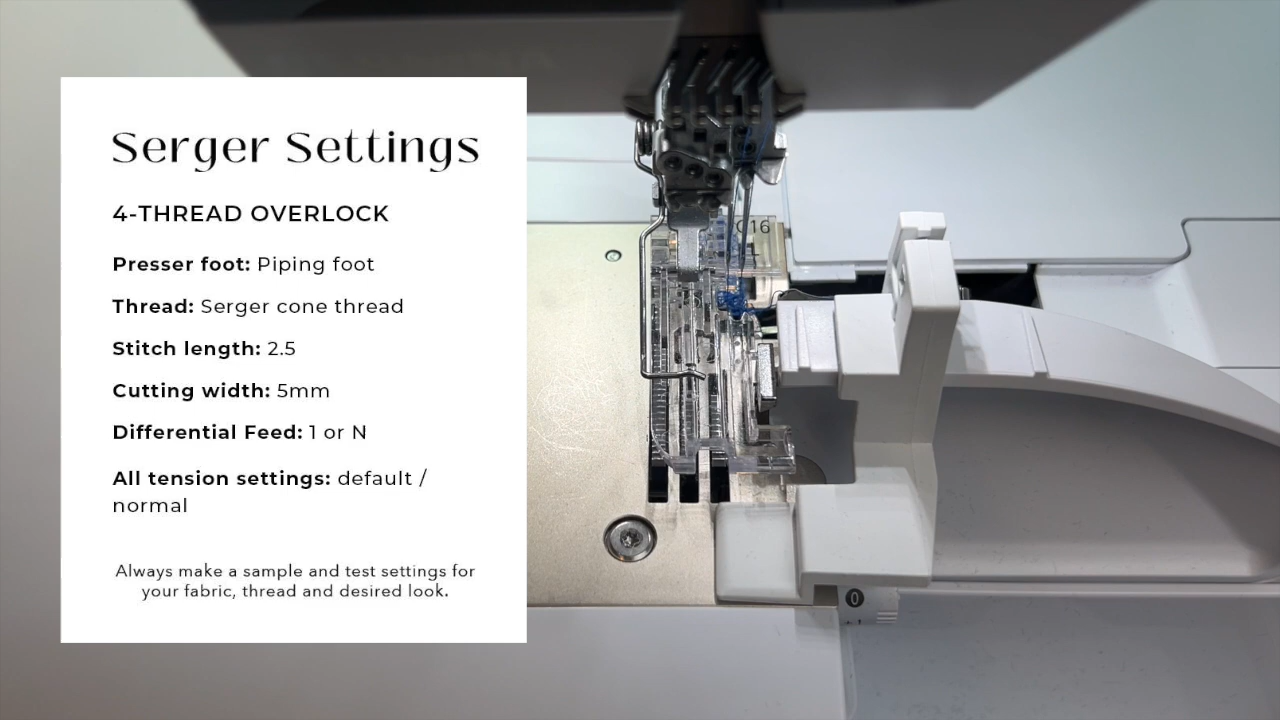 Serger Settings
4-THREAD OVERLOCK
Presser foot: Piping foot
Thread: Serger cone thread
Stitch length: 2.5
Cutting width: 5mm
Differential Feed: 1 or N
All tension settings: default /
normal
Always make a sample and test settings for
your fabric, thread and desired look.
C16
0